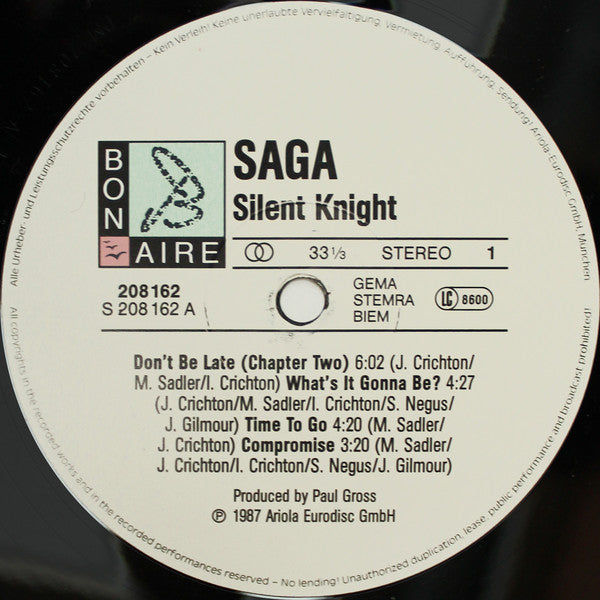 Alle Urheber- und Leistungsschutzrechte vorbehalten – Kein Verleih! Keine unerlaubte Vervielfältigung, Vermietung, Aufführung, Sendung! Ariola-Eurodisc GmbH, München
BON
AIRE
B
SAGA
Silent Knight
33 1/3 STEREO 1
208 162
S 208 162 A
GEMA
STEMRA
BIEM
LC 8600
Don't Be Late (Chapter Two) 6:02 (J. Crichton/
M. Sadler/I. Crichton) What's It Gonna Be? 4:27
(J. Crichton/M. Sadler/I. Crichton/S. Negus/
J. Gilmour) Time To Go 4:20 (M. Sadler/
J. Crichton) Compromise 3:20 (M. Sadler/
J. Crichton/I. Crichton/S. Negus/J. Gilmour)
Produced by Paul Gross
℗ 1987 Ariola Eurodisc GmbH
All copyrights in the recorded works and in the recorded performances reserved – No lending! Unauthorized duplication, lease, public performance and broadcast prohibited!